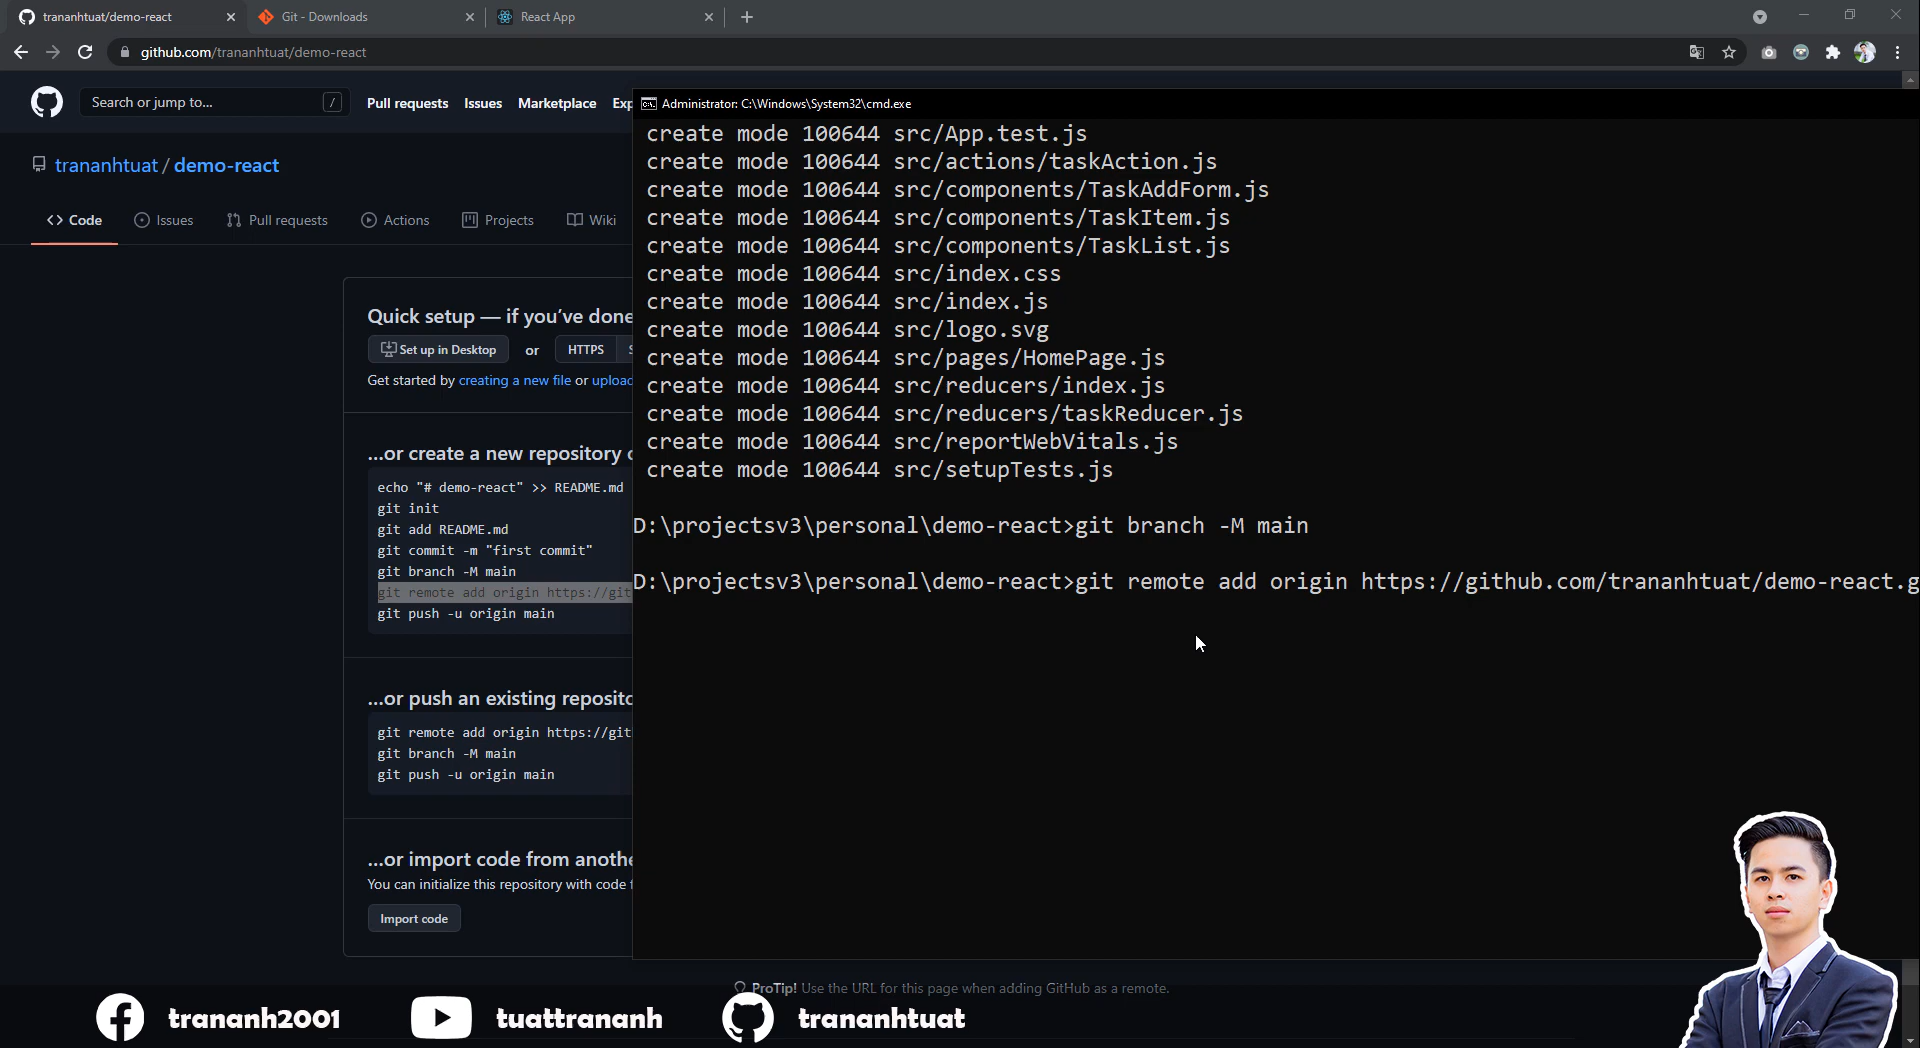 trananhtuat/demo-react
Git - Downloads
React App
github.com/trananhtuat/demo-react
Search or jump to...
/
Pull requests
Issues
Marketplace
trananhtuat / demo-react
<> Code
Issues
Pull requests
Actions
Projects
Wiki
Quick setup — if you've done
Set up in Desktop
or
HTTPS
Get started by creating a new file or
...or create a new repository
echo "# demo-react" >> README.md
git init
git add README.md
git commit -m "first commit"
git branch -M main
git remote add origin https://git
git push -u origin main
...or push an existing
git remote add origin https://git
git branch -M main
git push -u origin main
...or import code from
You can initialize this repository with code
Import code
ProTip! Use the URL for this page when adding GitHub as a remote.
Administrator: C:\Windows\System32\cmd.exe
create mode 100644 src/App.test.js
create mode 100644 src/actions/taskAction.js
create mode 100644 src/components/TaskAddForm.js
create mode 100644 src/components/TaskItem.js
create mode 100644 src/components/TaskList.js
create mode 100644 src/index.css
create mode 100644 src/index.js
create mode 100644 src/logo.svg
create mode 100644 src/pages/HomePage.js
create mode 100644 src/reducers/index.js
create mode 100644 src/reducers/taskReducer.js
create mode 100644 src/reportWebVitals.js
create mode 100644 src/setupTests.js
D:\projectsv3\personal\demo-react>git branch -M main
D:\projectsv3\personal\demo-react>git remote add origin https://github.com/trananhtuat/demo-react.g
trananh2001
tuattrananh
trananhtuat